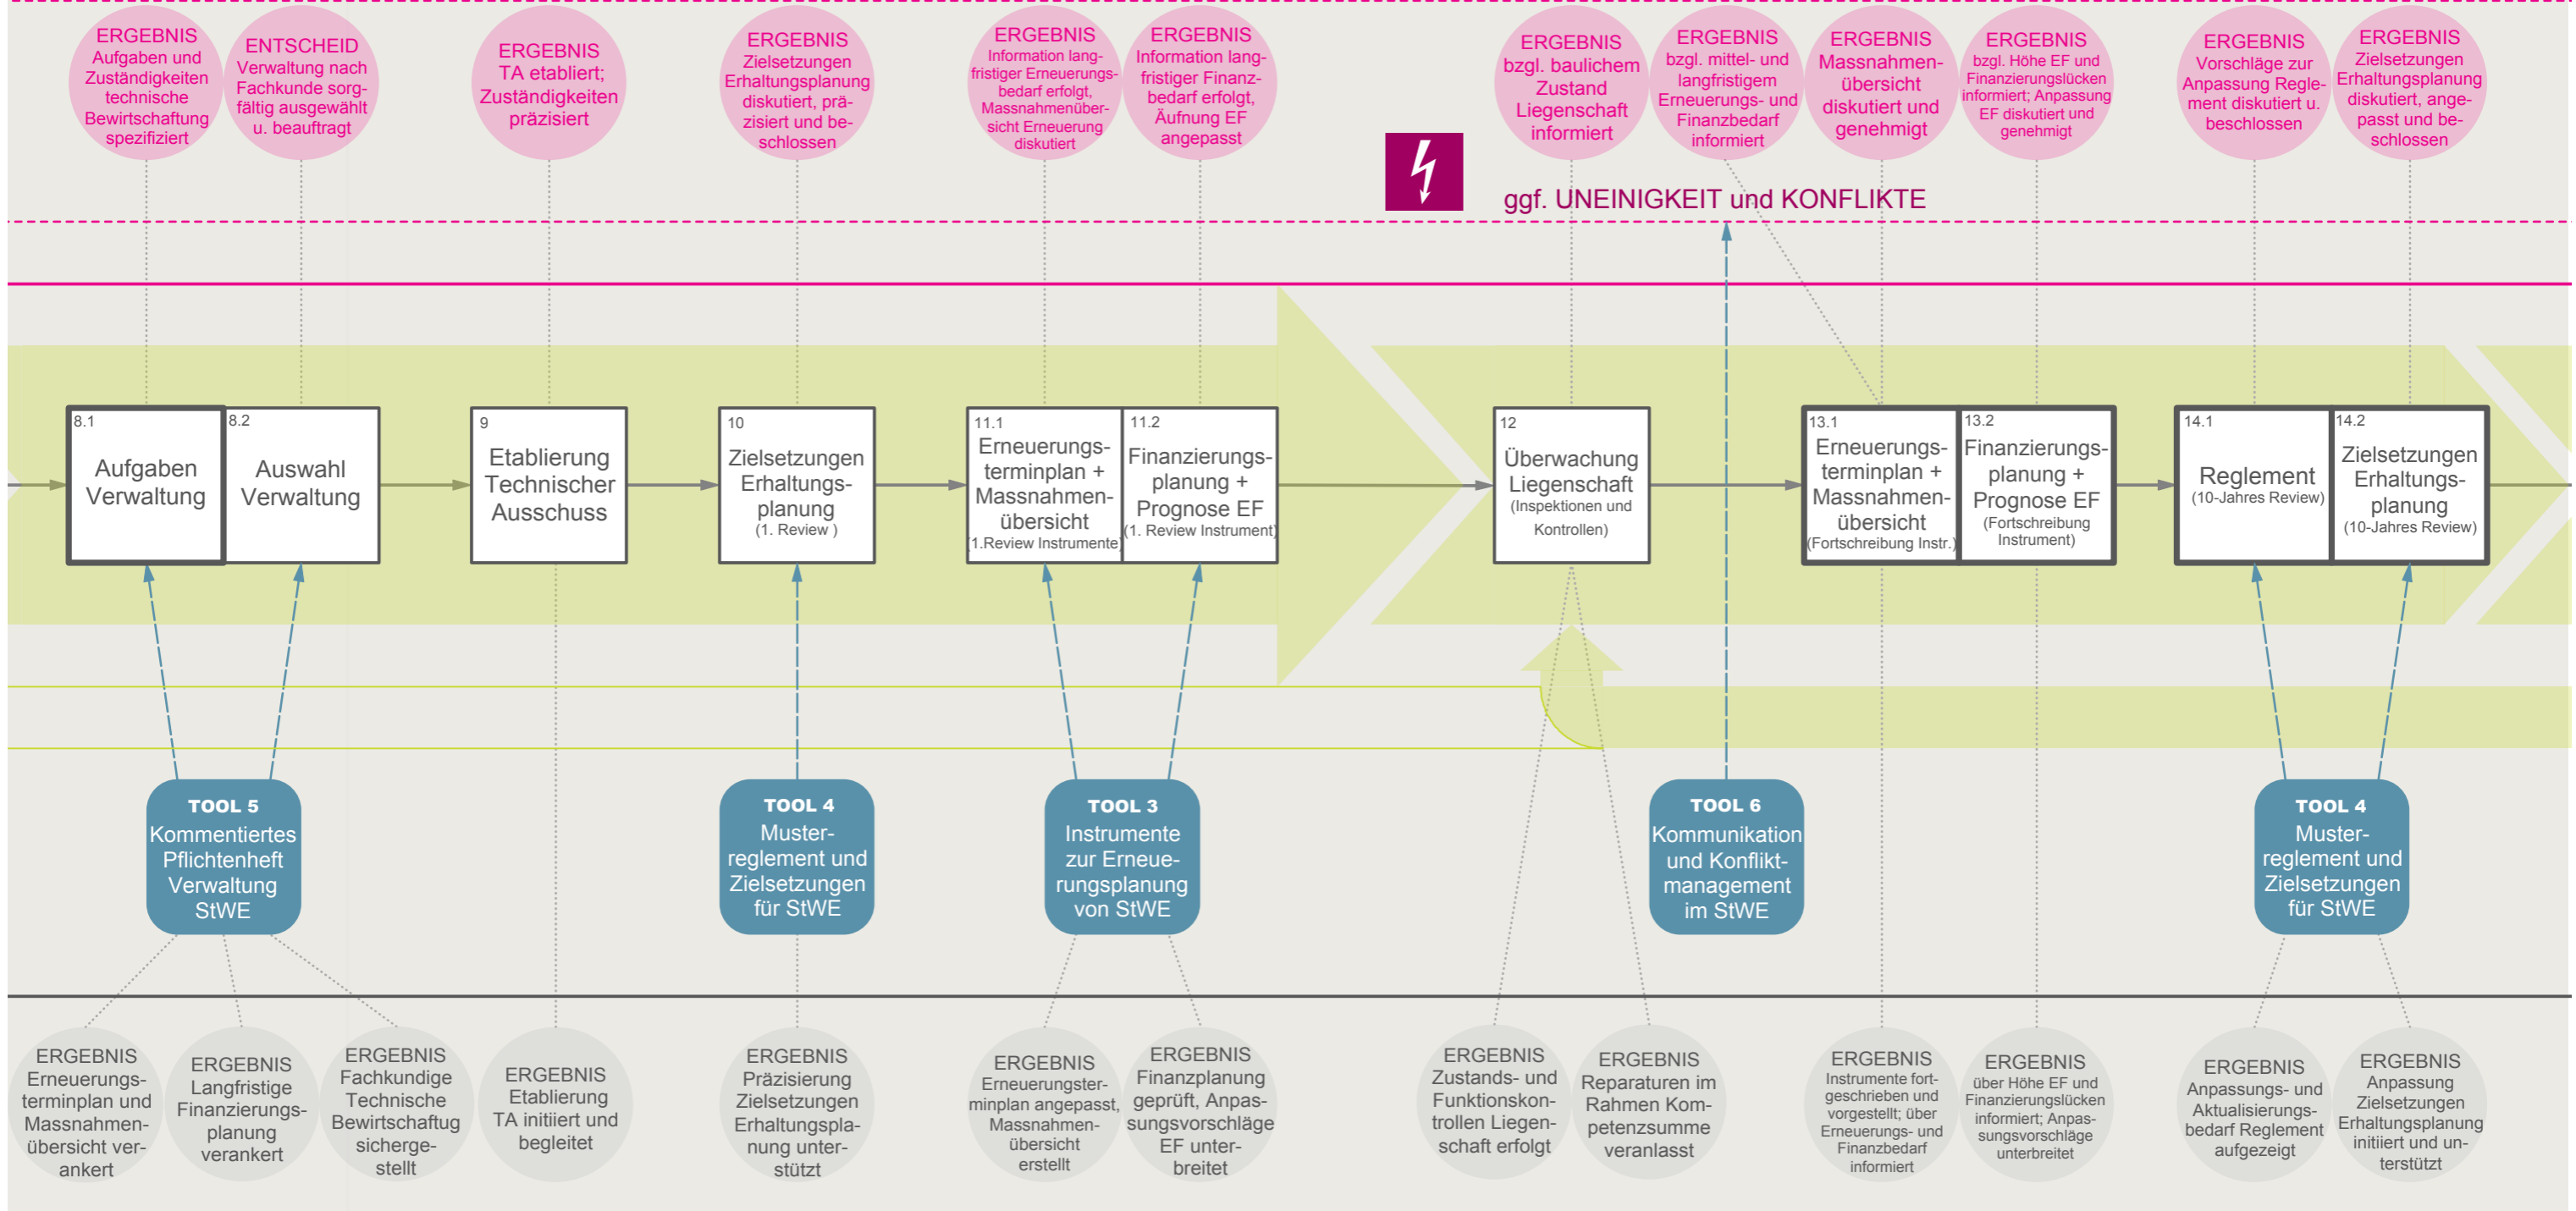 ERGEBNIS
Aufgaben und
Zuständigkeiten
technische
Bewirtschaftung
spezifiziert
ENTSCHEID
Verwaltung nach
Fachkunde sorg-
fältig ausgewählt
u. beauftragt
ERGEBNIS
TA etabliert;
Zuständigkeiten
präzisiert
ERGEBNIS
Zielsetzungen
Erhaltungsplanung
diskutiert, prä-
zisiert und be-
schlossen
ERGEBNIS
Information lang-
fristiger Erneuerungs-
bedarf erfolgt,
Massnahmenüber-
sicht Erneuerung
diskutiert
ERGEBNIS
Information lang-
fristiger Finanz-
bedarf erfolgt,
Äufnung EF
angepasst
ERGEBNIS
bzgl. baulichem
Zustand
Liegenschaft
informiert
ERGEBNIS
bzgl. mittel- und
langfristigem
Erneuerungs- und
Finanzbedarf
informiert
ERGEBNIS
Massnahmen-
übersicht
diskutiert und
genehmigt
ERGEBNIS
bzgl. Höhe EF und
Finanzierungslücken
informiert; Anpassung
EF diskutiert und
genehmigt
ERGEBNIS
Vorschläge zur
Anpassung Regle-
ment diskutiert u.
beschlossen
ERGEBNIS
Zielsetzungen
Erhaltungsplanung
diskutiert, ange-
passt und be-
schlossen
ggf. UNEINIGKEIT und KONFLIKTE
8.1
Aufgaben
Verwaltung
8.2
Auswahl
Verwaltung
9
Etablierung
Technischer
Ausschuss
10
Zielsetzungen
Erhaltungs-
planung
(1. Review )
11.1
Erneuerungs-
terminplan +
Massnahmen-
übersicht
(1.Review Instrumente)
11.2
Finanzierungs-
planung +
Prognose EF
(1. Review Instrument)
12
Überwachung
Liegenschaft
(Inspektionen und
Kontrollen)
13.1
Erneuerungs-
terminplan +
Massnahmen-
übersicht
(Fortschreibung Instr.)
13.2
Finanzierungs-
planung +
Prognose EF
(Fortschreibung
Instrument)
14.1
Reglement
(10-Jahres Review)
14.2
Zielsetzungen
Erhaltungs-
planung
(10-Jahres Review)
TOOL 5
Kommentiertes
Pflichtenheft
Verwaltung
StWE
TOOL 4
Muster-
reglement und
Zielsetzungen
für StWE
TOOL 3
Instrumente
zur Erneue-
rungsplanung
von StWE
TOOL 6
Kommunikation
und Konflikt-
management
im StWE
TOOL 4
Muster-
reglement und
Zielsetzungen
für StWE
ERGEBNIS
Erneuerungs-
terminplan und
Massnahmen-
übersicht ver-
ankert
ERGEBNIS
Langfristige
Finanzierungs-
planung
verankert
ERGEBNIS
Fachkundige
Technische
Bewirtschaftug
sicherge-
stellt
ERGEBNIS
Etablierung
TA initiiert und
begleitet
ERGEBNIS
Präzisierung
Zielsetzungen
Erhaltungspla-
nung unter-
stützt
ERGEBNIS
Erneuerungster-
minplan angepasst,
Massnahmen-
übersicht
erstellt
ERGEBNIS
Finanzplanung
geprüft, Anpas-
sungsvorschläge
EF unter-
breitet
ERGEBNIS
Zustands- und
Funktionskon-
trollen Liegen-
schaft erfolgt
ERGEBNIS
Reparaturen im
Rahmen Kom-
petenzsumme
veranlasst
ERGEBNIS
Instrumente fort-
geschrieben und
vorgestellt; über
Erneuerungs- und
Finanzbedarf
informiert
ERGEBNIS
über Höhe EF und
Finanzierungslücken
informiert; Anpas-
sungsvorschläge
unterbreitet
ERGEBNIS
Anpassungs- und
Aktualisierungs-
bedarf Reglement
aufgezeigt
ERGEBNIS
Anpassung
Zielsetzungen
Erhaltungsplanung
initiiert und un-
terstützt